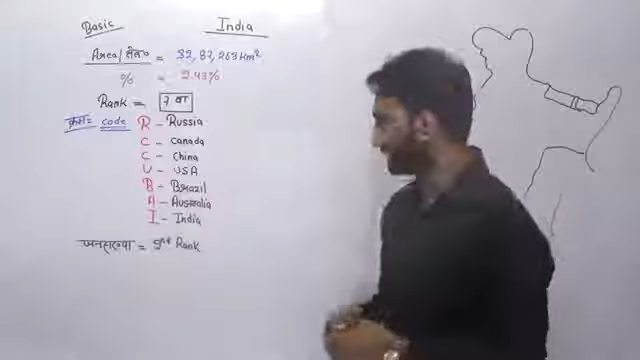 Basic India
Area/क्षेत्र० = 32,87,263 km²
% = 2.43%
Rank = 7 वा
क्रमः code R - Russia
C - Canada
C - China
U - USA
B - Brazil
A - Australia
I - India
जनसंख्या = 2nd Rank